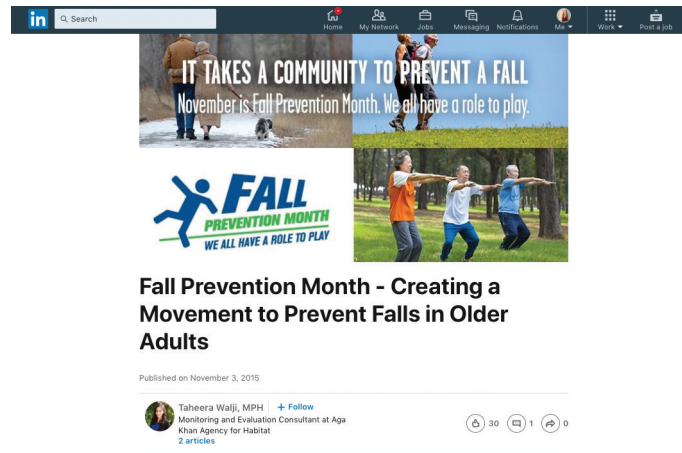 in
Search
Home
My Network
Jobs
Messaging
Notifications
Me
Work
Post a job
IT TAKES A COMMUNITY TO PREVENT A FALL
November is Fall Prevention Month. We all have a role to play.
FALL
PREVENTION MONTH
WE ALL HAVE A ROLE TO PLAY
Fall Prevention Month - Creating a
Movement to Prevent Falls in Older
Adults
Published on November 3, 2015
Taheera Walji, MPH + Follow
Monitoring and Evaluation Consultant at Aga
Khan Agency for Habitat
2 articles
30
1
0